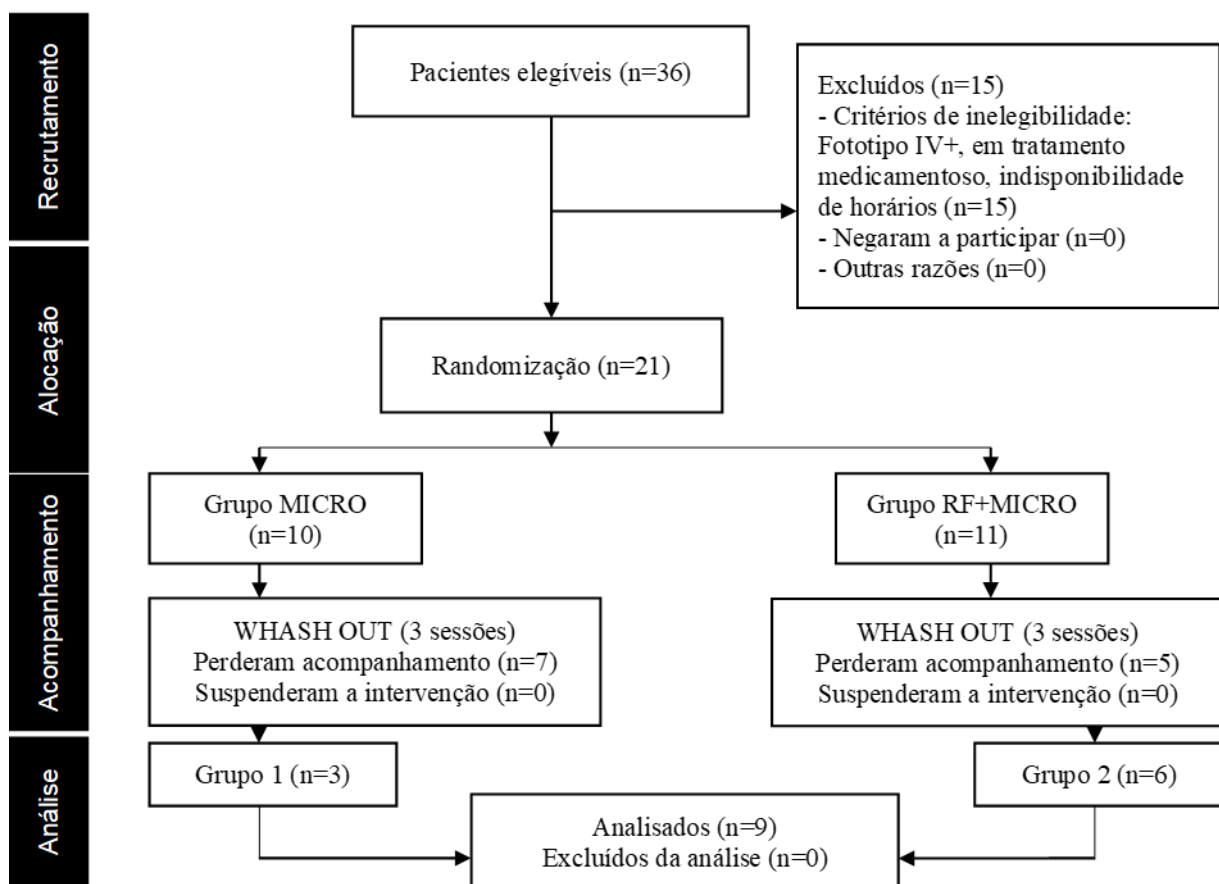 Recrutamento
Pacientes elegíveis (n=36)
Excluídos (n=15)
- Critérios de inelegibilidade:
Fototipo IV+, em tratamento
medicamentoso, indisponibilidade
de horários (n=15)
- Negaram a participar (n=0)
- Outras razões (n=0)
Alocação
Randomização (n=21)
Acompanhamento
Grupo MICRO
(n=10)
Grupo RF+MICRO
(n=11)
WHASH OUT (3 sessões)
Perderam acompanhamento (n=7)
Suspenderam a intervenção (n=0)
WHASH OUT (3 sessões)
Perderam acompanhamento (n=5)
Suspenderam a intervenção (n=0)
Análise
Grupo 1 (n=3)
Grupo 2 (n=6)
Analisados (n=9)
Excluídos da análise (n=0)